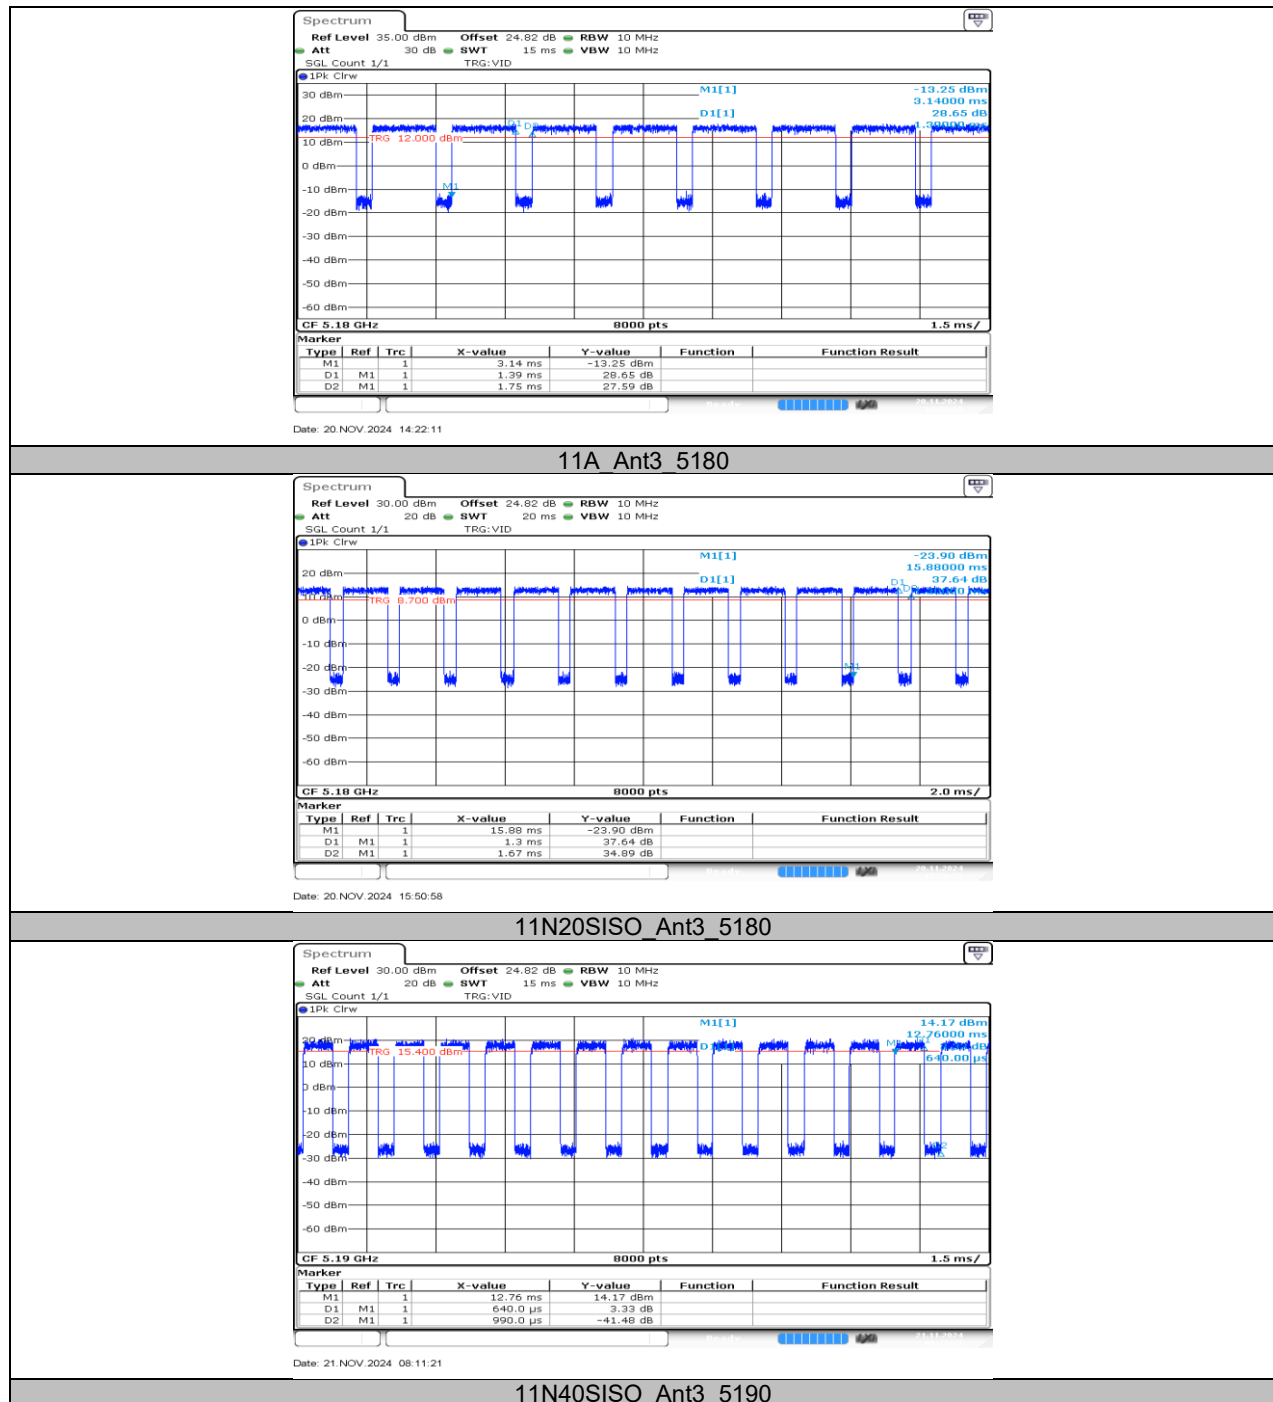 Spectrum
Ref Level 35.00 dBm Offset 24.82 dB RBW 10 MHz
Att 30 dB SWT 15 ms VBW 10 MHz
SGL Count 1/1 TRG:VID
1Pk Clrw
M1[1] -13.25 dBm
3.14000 ms
D1[1] 28.65 dB
30 dBm
20 dBm
D1
TRG 12.000 dBm
10 dBm
0 dBm
-10 dBm
M1
-20 dBm
-30 dBm
-40 dBm
-50 dBm
-60 dBm
CF 5.18 GHz 8000 pts 1.5 ms/
Marker
Type Ref Trc X-value Y-value Function Function Result
M1 1 3.14 ms -13.25 dBm
D1 M1 1 1.39 ms 28.65 dB
D2 M1 1 1.75 ms 27.59 dB
Date: 20.NOV.2024 14:22:11
11A_Ant3_5180
Spectrum
Ref Level 30.00 dBm Offset 24.82 dB RBW 10 MHz
Att 20 dB SWT 20 ms VBW 10 MHz
SGL Count 1/1 TRG:VID
1Pk Clrw
M1[1] -23.90 dBm
15.88000 ms
D1[1] 37.64 dB
20 dBm
D1
10 dBm
TRG 8.700 dBm
0 dBm
-10 dBm
-20 dBm
M1
-30 dBm
-40 dBm
-50 dBm
-60 dBm
CF 5.18 GHz 8000 pts 2.0 ms/
Marker
Type Ref Trc X-value Y-value Function Function Result
M1 1 15.88 ms -23.90 dBm
D1 M1 1 1.3 ms 37.64 dB
D2 M1 1 1.67 ms 34.89 dB
Date: 20.NOV.2024 15:50:58
11N20SISO_Ant3_5180
Spectrum
Ref Level 30.00 dBm Offset 24.82 dB RBW 10 MHz
Att 20 dB SWT 15 ms VBW 10 MHz
SGL Count 1/1 TRG:VID
1Pk Clrw
M1[1] 14.17 dBm
12.76000 ms
640.00 µs
20 dBm
TRG 15.400 dBm
10 dBm
0 dBm
-10 dBm
-20 dBm
-30 dBm
-40 dBm
-50 dBm
-60 dBm
CF 5.19 GHz 8000 pts 1.5 ms/
Marker
Type Ref Trc X-value Y-value Function Function Result
M1 1 12.76 ms 14.17 dBm
D1 M1 1 640.0 µs 3.33 dB
D2 M1 1 990.0 µs -41.48 dB
Date: 21.NOV.2024 08:11:21
11N40SISO_Ant3_5190